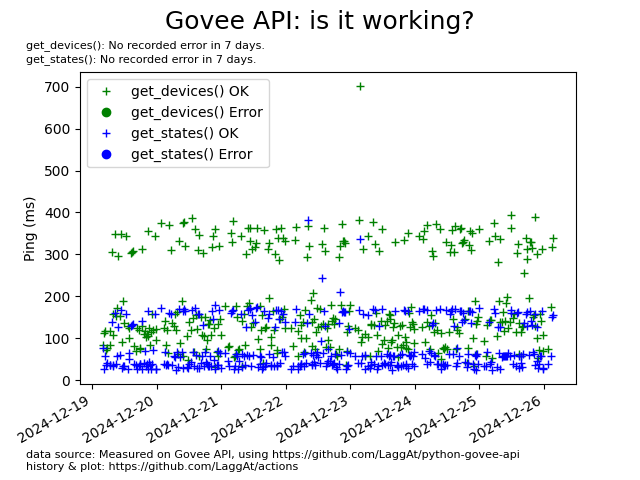 Govee API: is it working?
get_devices(): No recorded error in 7 days.
get_states(): No recorded error in 7 days.
get_devices() OK
get_devices() Error
get_states() OK
get_states() Error
Ping (ms)
700
600
500
400
300
200
100
0
2024-12-19
2024-12-20
2024-12-21
2024-12-22
2024-12-23
2024-12-24
2024-12-25
2024-12-26
data source: Measured on Govee API, using https://github.com/LaggAt/python-govee-api
history & plot: https://github.com/LaggAt/actions